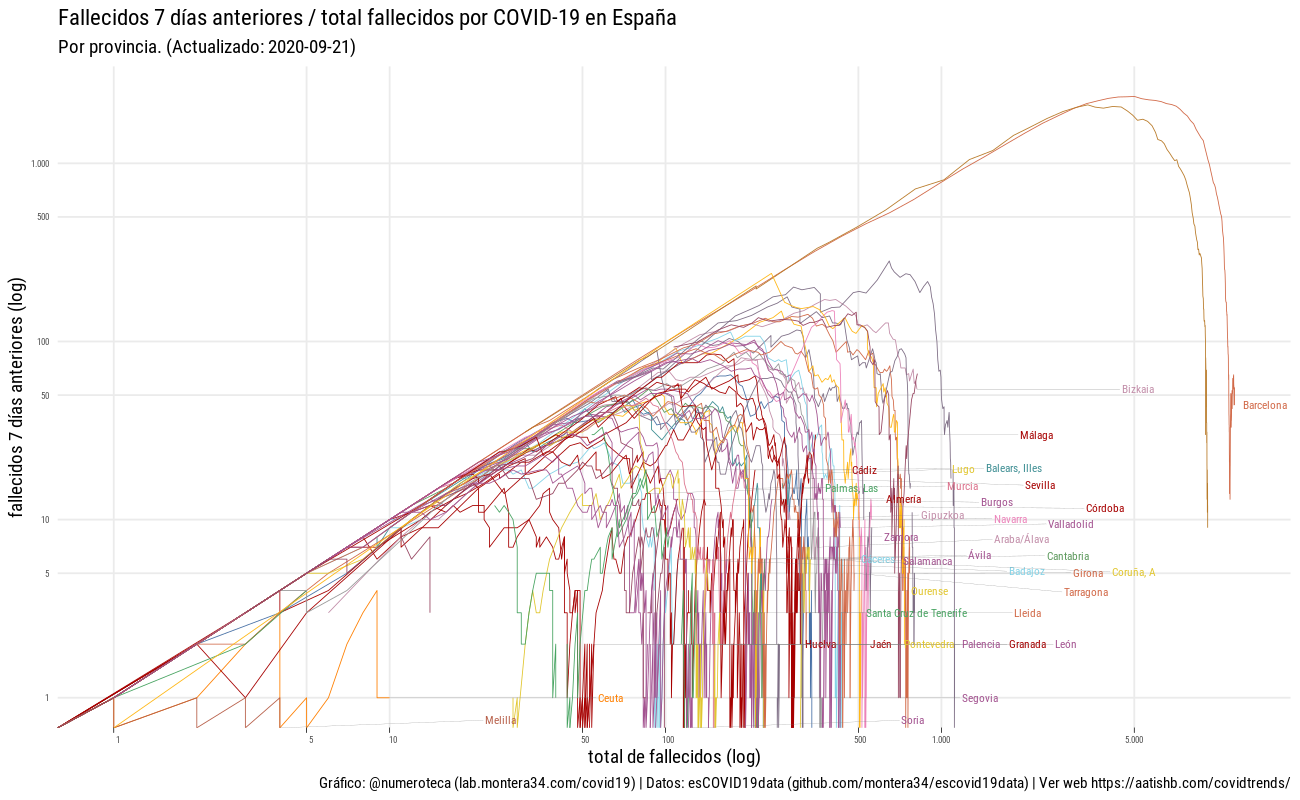 Fallecidos 7 días anteriores / total fallecidos por COVID-19 en España
Por provincia. (Actualizado: 2020-09-21)
fallecidos 7 días anteriores (log)
1.000
500
100
50
10
5
1
Bizkaia
Barcelona
Málaga
Cádiz
Lugo
Balears, Illes
Palmas, Las
Murcia
Sevilla
Almería
Burgos
Córdoba
Gipuzkoa
Navarra
Valladolid
Zamora
Araba/Álava
Cáceres
Salamanca
Ávila
Cantabria
Badajoz
Girona
Coruña, A
Ourense
Tarragona
Santa Cruz de Tenerife
Lleida
Huelva
Jaén
Pontevedra
Palencia
Granada
León
Ceuta
Segovia
Melilla
Soria
1
5
10
50
100
500
1.000
5.000
total de fallecidos (log)
Gráfico: @numeroteca (lab.montera34.com/covid19) | Datos: esCOVID19data (github.com/montera34/escovid19data) | Ver web https://aatishb.com/covidtrends/